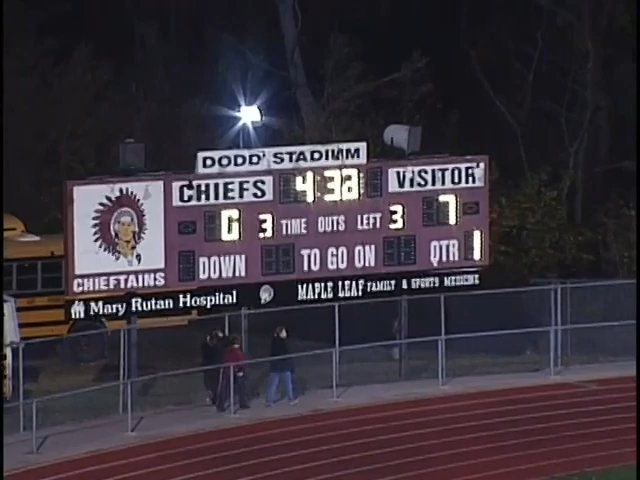 DODD' STADIUM
CHIEFS 4:32 VISITOR
0 3 TIME OUTS LEFT 3 7
DOWN TO GO ON QTR 1
CHIEFTAINS
Mary Rutan Hospital MAPLE LEAF FAMILY & SPORTS MEDICINE